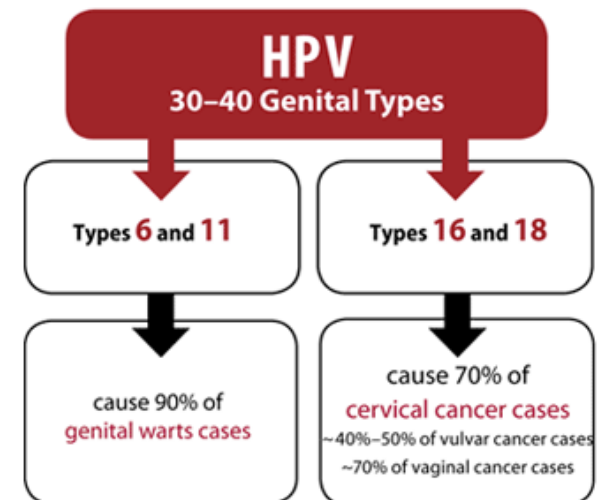 HPV
30–40 Genital Types
Types 6 and 11
Types 16 and 18
cause 90% of
genital warts cases
cause 70% of
cervical cancer cases
~40%–50% of vulvar cancer cases
~70% of vaginal cancer cases